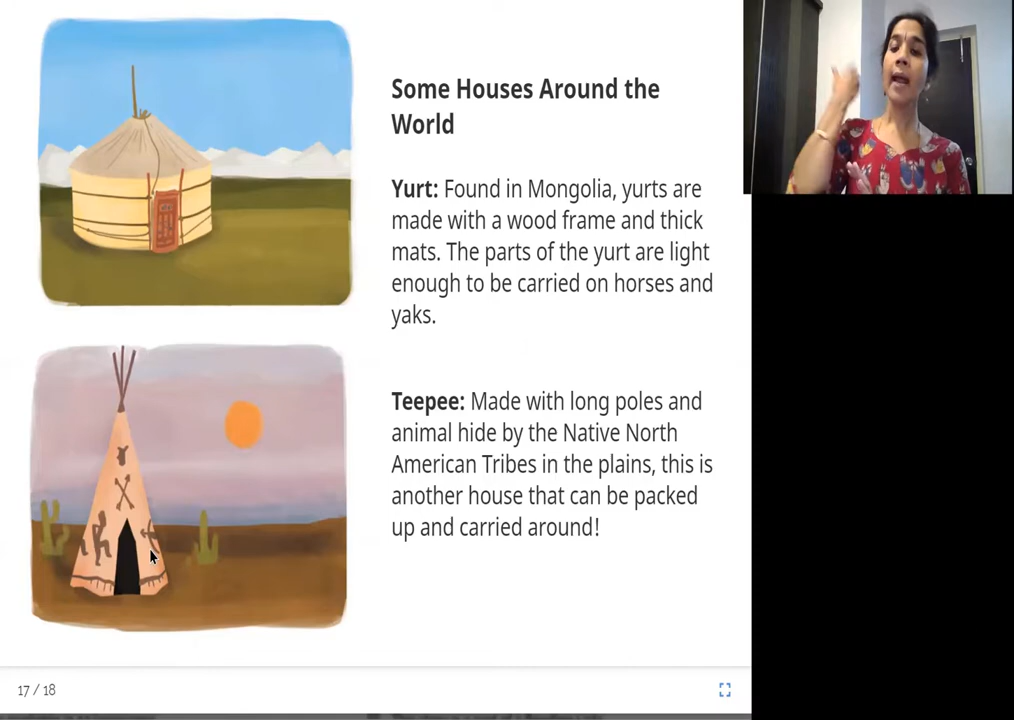 Some Houses Around the
World
Yurt: Found in Mongolia, yurts are
made with a wood frame and thick
mats. The parts of the yurt are light
enough to be carried on horses and
yaks.
Teepee: Made with long poles and
animal hide by the Native North
American Tribes in the plains, this is
another house that can be packed
up and carried around!
17 / 18